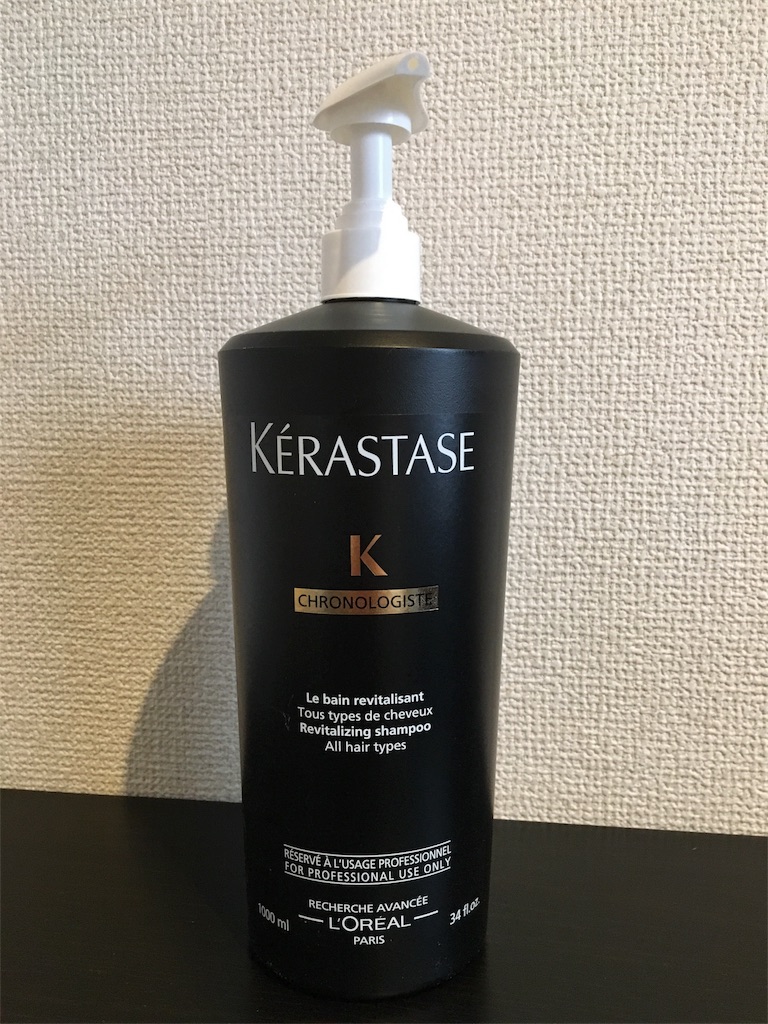 KÉRASTASE
K
CHRONOLOGISTE
Le bain revitalisant
Tous types de cheveux
Revitalizing shampoo
All hair types
RÉSERVÉ À L'USAGE PROFESSIONNEL
FOR PROFESSIONAL USE ONLY
RECHERCHE AVANCÉE
1000 ml L'ORÉAL 34 fl.oz.
PARIS